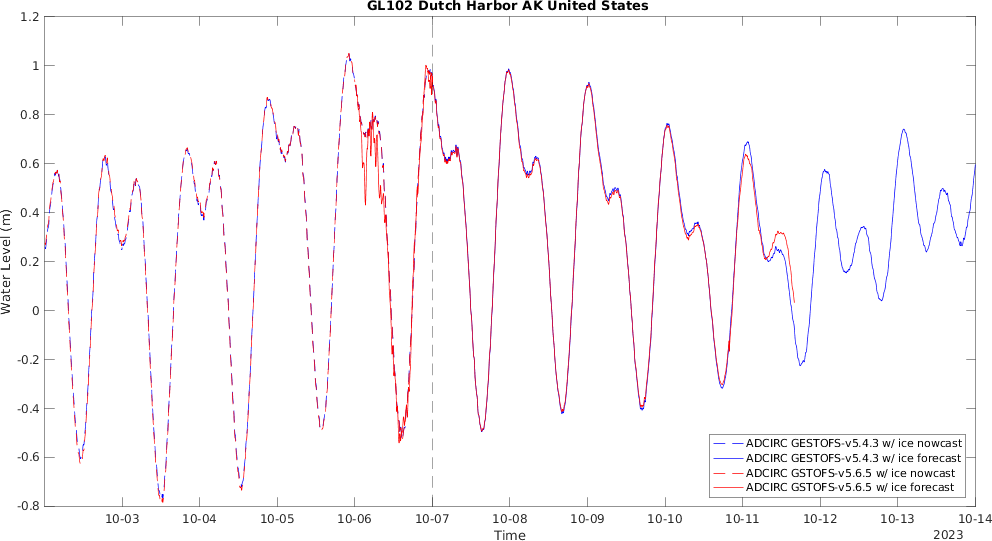 GL102 Dutch Harbor AK United States
1.2
1
0.8
0.6
0.4
0.2
0
-0.2
-0.4
-0.6
-0.8
Water Level (m)
10-03 10-04 10-05 10-06 10-07 10-08 10-09 10-10 10-11 10-12 10-13 10-14
Time
2023
ADCIRC GESTOFS-v5.4.3 w/ ice nowcast
ADCIRC GESTOFS-v5.4.3 w/ ice forecast
ADCIRC GSTOFS-v5.6.5 w/ ice nowcast
ADCIRC GSTOFS-v5.6.5 w/ ice forecast